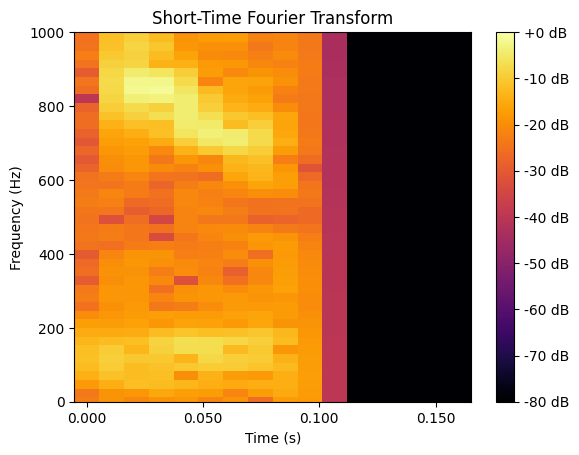 Short-Time Fourier Transform
1000
800
600
400
200
0
Frequency (Hz)
0.000
0.050
0.100
0.150
Time (s)
+0 dB
-10 dB
-20 dB
-30 dB
-40 dB
-50 dB
-60 dB
-70 dB
-80 dB